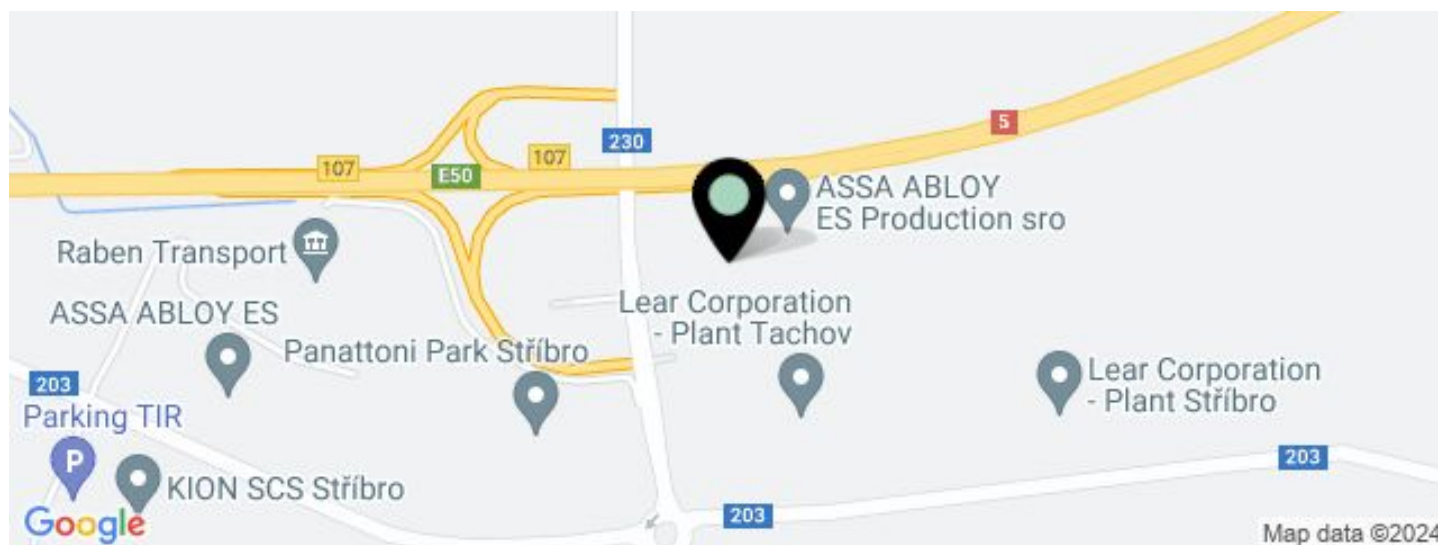 5
230
107
107
E50
ASSA ABLOY
ES Production sro
Raben Transport
Lear Corporation
- Plant Tachov
ASSA ABLOY ES
Panattoni Park Stříbro
Lear Corporation
- Plant Stříbro
203
Parking TIR
P
203
KION SCS Stříbro
203
Google
Map data ©2024